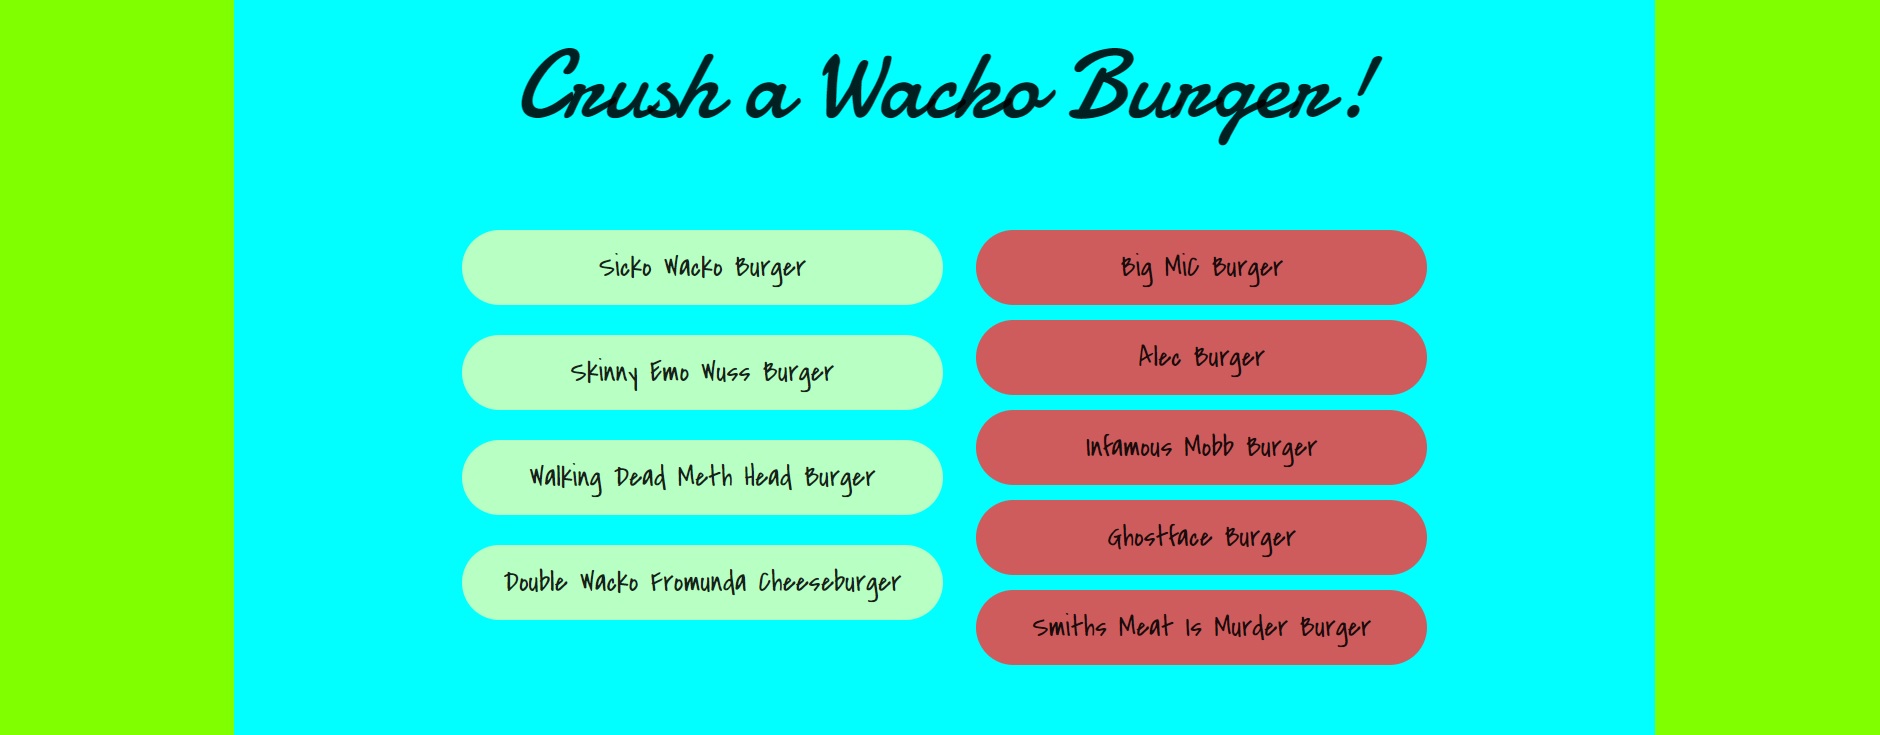 Crush a Wacko Burger!
Sicko Wacko Burger
Skinny Emo Wuss Burger
Walking Dead Meth Head Burger
Double Wacko Fromunda Cheeseburger
Big MiC Burger
Alec Burger
Infamous Mobb Burger
Ghostface Burger
Smiths Meat Is Murder Burger